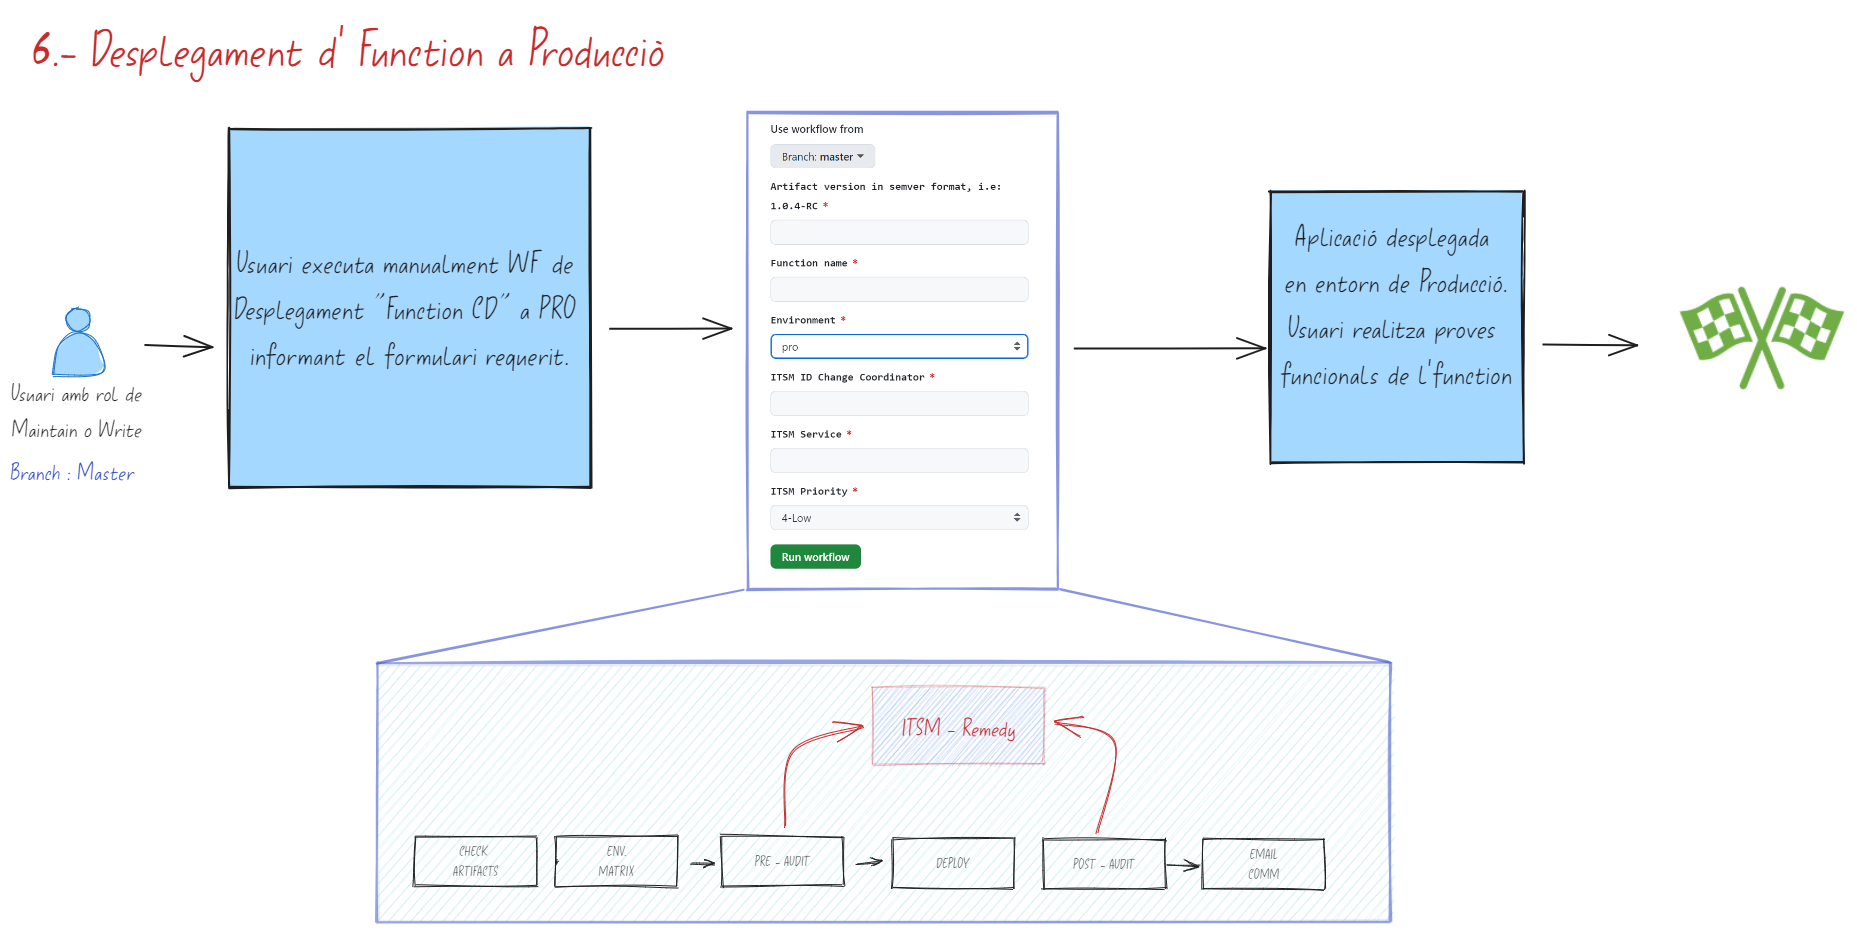 6.- Desplegament d' Function a Producciò
Usuari amb rol de
Maintain o Write
Branch : Master
Usuari executa manualment WF de
Desplegament "Function CD" a PRO
informant el formulari requerit.
Use workflow from
Branch: master
Artifact version in semver format, i.e:
1.0.4-RC *
Function name *
Environment *
pro
ITSM ID Change Coordinator *
ITSM Service *
ITSM Priority *
4-Low
Run workflow
Aplicació desplegada
en entorn de Producció.
Usuari realitza proves
funcionals de l'function
ITSM - Remedy
CHECK
ARTIFACTS
ENV.
MATRIX
PRE - AUDIT
DEPLOY
POST - AUDIT
EMAIL
COMM